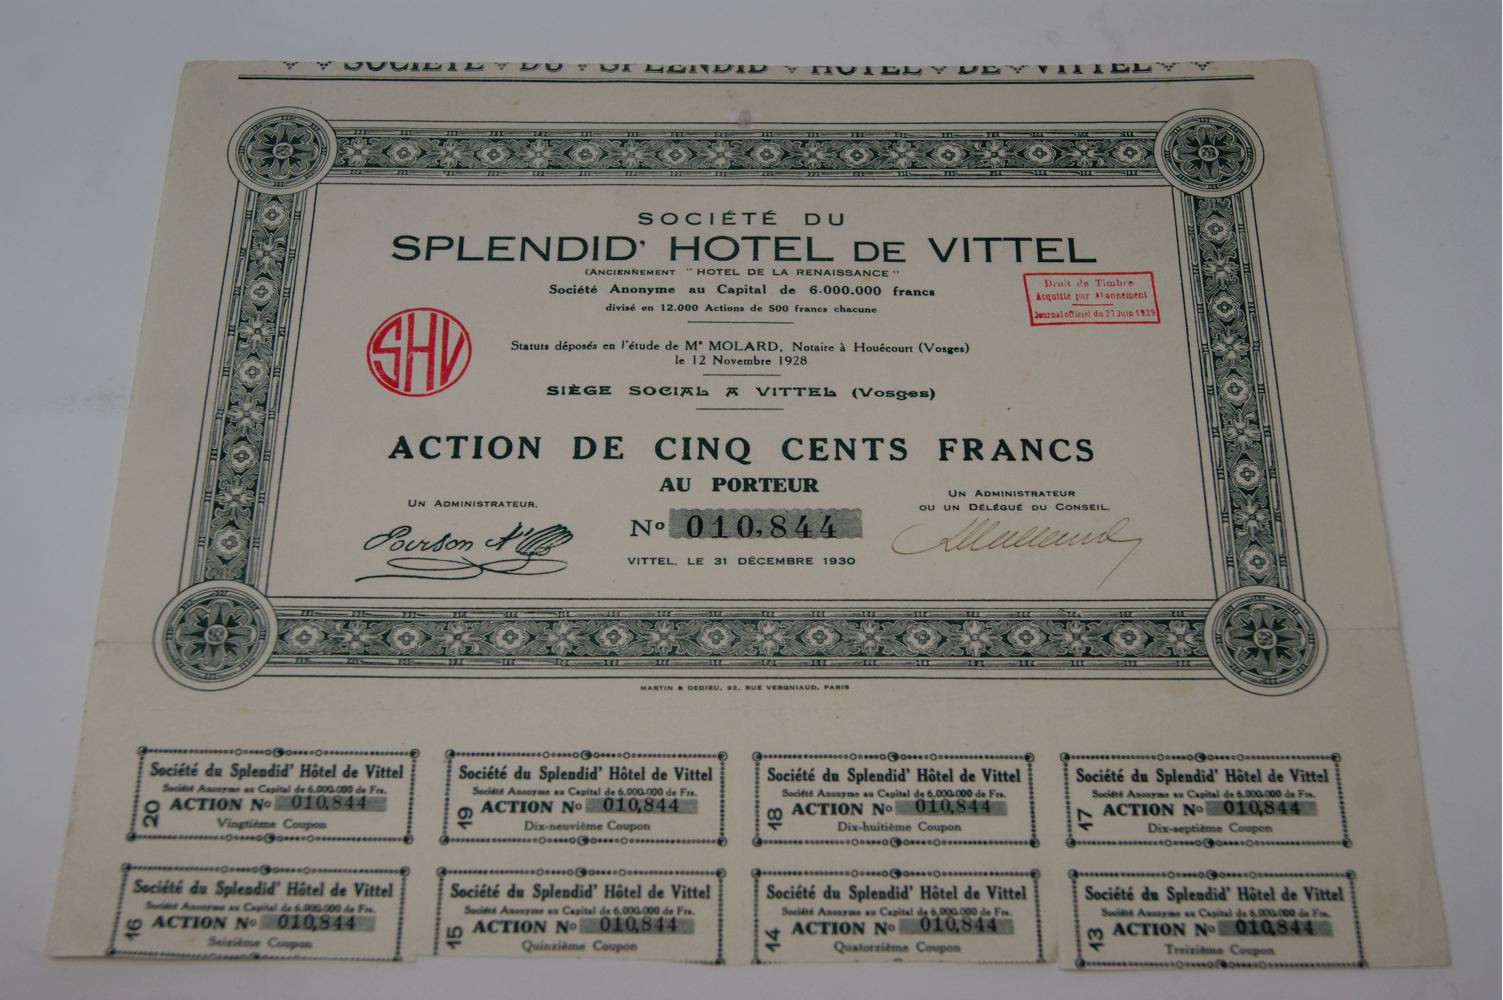 SOCIÉTÉ DU SPLENDID HOTEL DE VITTEL
SOCIÉTÉ DU
SPLENDID' HOTEL DE VITTEL
(ANCIENNEMENT "HOTEL DE LA RENAISSANCE"
Société Anonyme au Capital de 6.000.000 francs
divisé en 12.000 Actions de 500 francs chacune
Droit de Timbre
Acquitté par Abonnement
Journal officiel du 27 Juin 1929
SHV
Statuts déposés en l'étude de Me MOLARD, Notaire à Houécourt (Vosges)
le 12 Novembre 1928
SIÈGE SOCIAL A VITTEL (Vosges)
ACTION DE CINQ CENTS FRANCS
AU PORTEUR
UN ADMINISTRATEUR.
UN ADMINISTRATEUR
OU UN DÉLÉGUÉ DU CONSEIL.
No 010,844
VITTEL, LE 31 DÉCEMBRE 1930
MARTIN & DEDIEU, 92, RUE VERGNIAUD, PARIS
Société du Splendid' Hôtel de Vittel
Société Anonyme au Capital de 6.000.000 de Frs.
20 ACTION No 010,844
Vingtième Coupon
Société du Splendid' Hôtel de Vittel
Société Anonyme au Capital de 6.000.000 de Frs.
19 ACTION No 010,844
Dix-neuvième Coupon
Société du Splendid' Hôtel de Vittel
Société Anonyme au Capital de 6.000.000 de Frs.
18 ACTION No 010,844
Dix-huitième Coupon
Société du Splendid' Hôtel de Vittel
Société Anonyme au Capital de 6.000.000 de Frs.
17 ACTION No 010,844
Dix-septième Coupon
Société du Splendid' Hôtel de Vittel
Société Anonyme au Capital de 6.000.000 de Frs.
16 ACTION No 010,844
Seizième Coupon
Société du Splendid' Hôtel de Vittel
Société Anonyme au Capital de 6.000.000 de Frs.
15 ACTION No 010,844
Quinzième Coupon
Société du Splendid' Hôtel de Vittel
Société Anonyme au Capital de 6.000.000 de Frs.
14 ACTION No 010,844
Quatorzième Coupon
Société du Splendid' Hôtel de Vittel
Société Anonyme au Capital de 6.000.000 de Frs.
13 ACTION No 010,844
Treizième Coupon